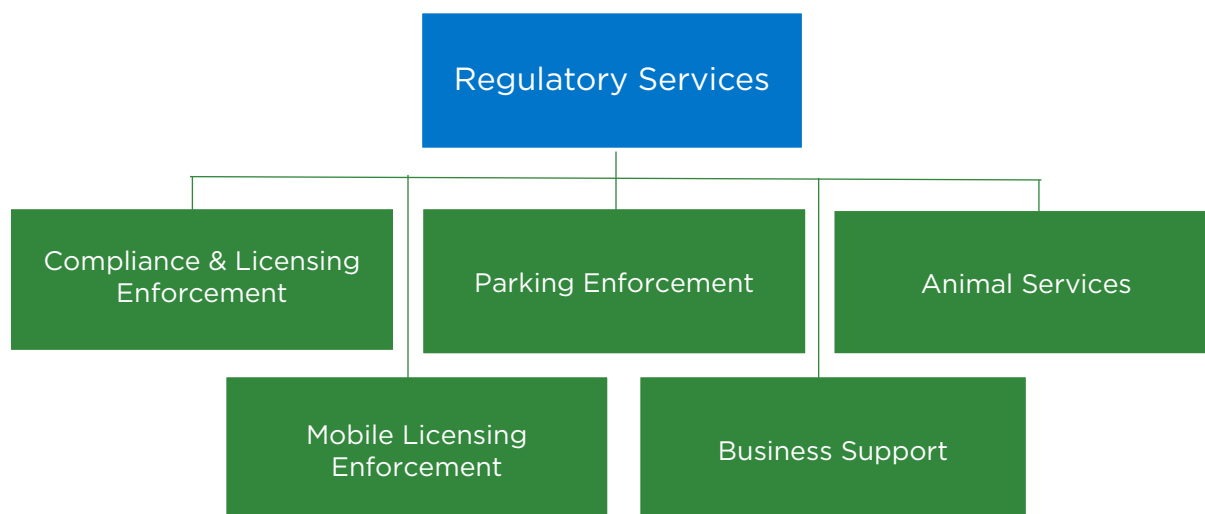 Regulatory Services
Compliance & Licensing
Enforcement
Parking Enforcement
Animal Services
Mobile Licensing
Enforcement
Business Support